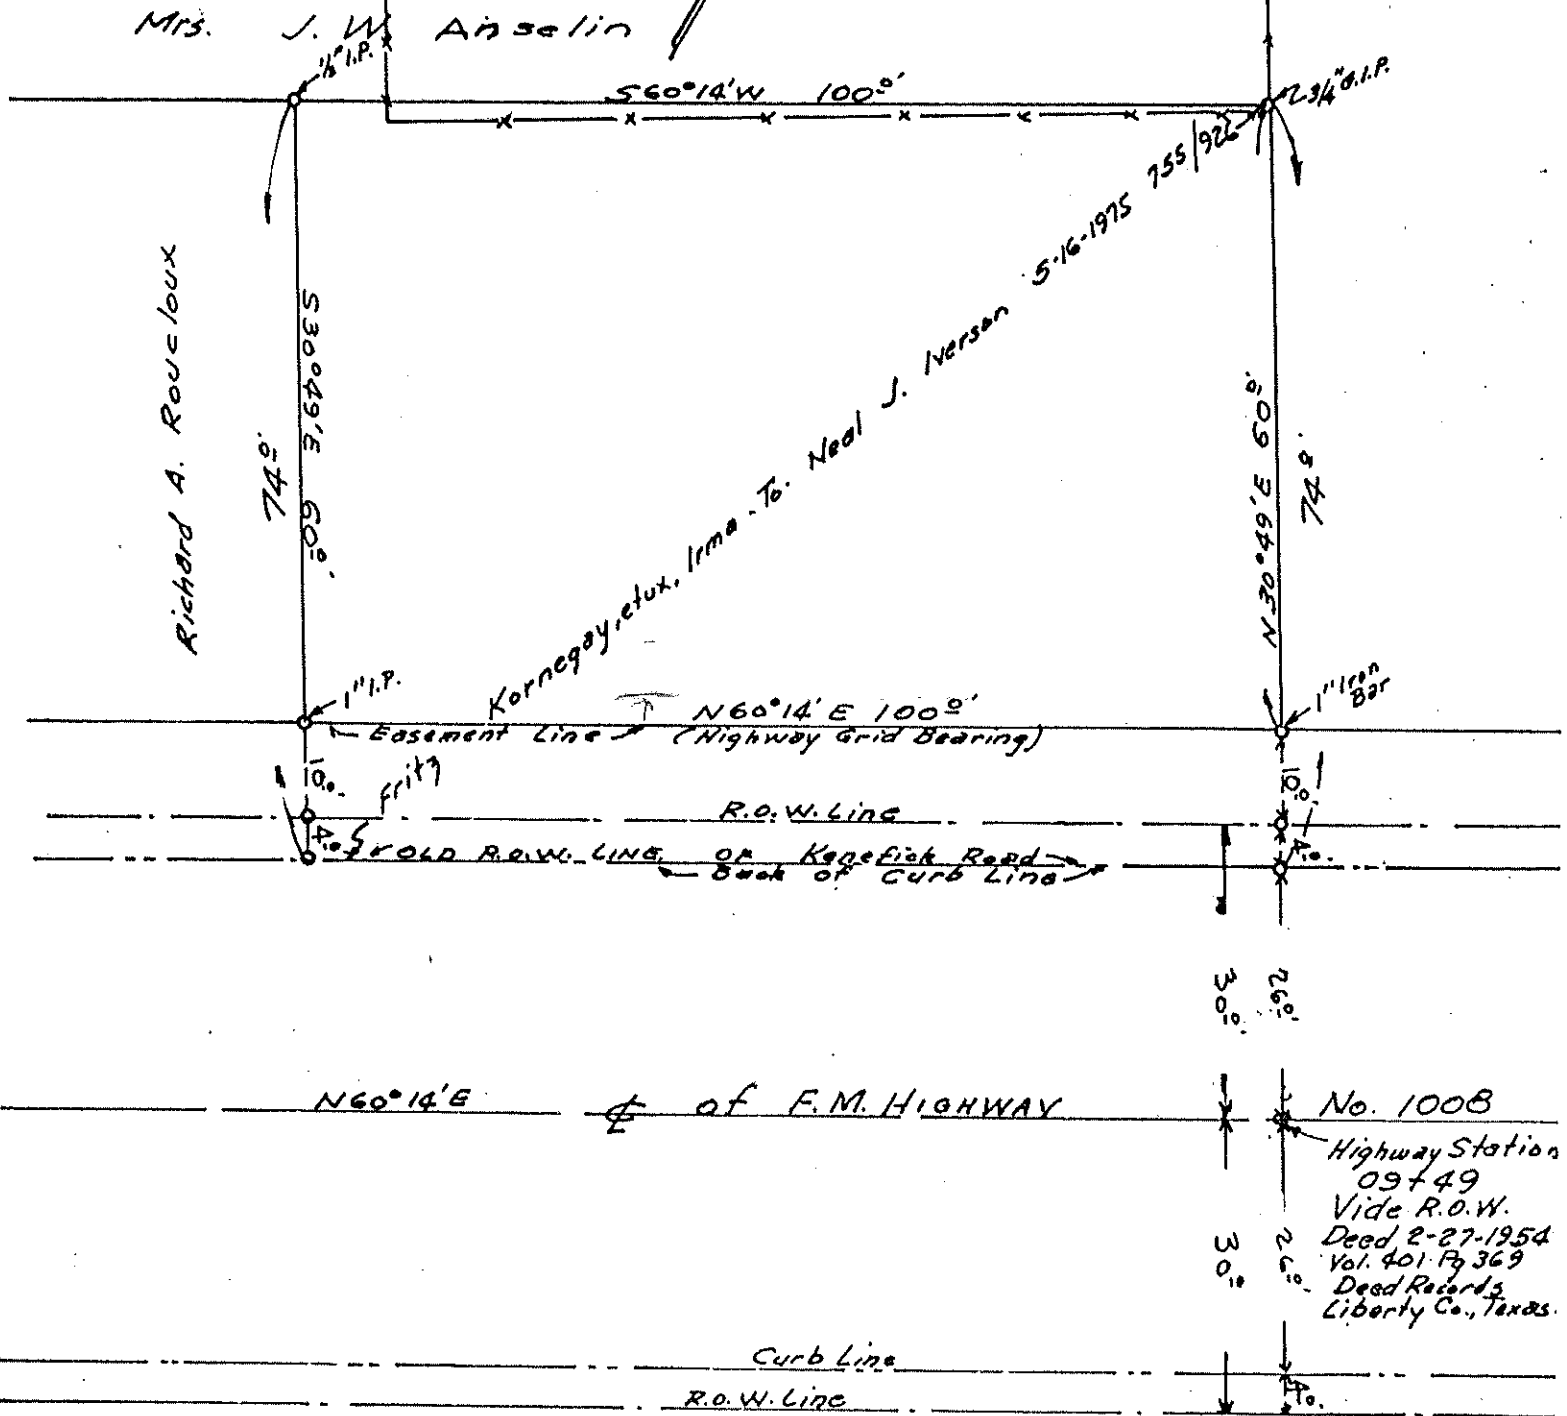 Mrs. J. W. Anselin
½" I.P.
S60°14'W 100.0'
755/926
Richard A. Roucloux
S30°49'E 60.0'
74.0'
Kornegay, etux, Irma - To. Neal J. Iverson 5-16-1975
N30°49'E 60.0'
74.0'
1" I.P.
N60°14'E 100.0'
1" Iron Bar
Easement Line (Highway Grid Bearing)
10.0'
10.0'
R.O.W. Line
4.0'
4.0'
OLD R.O.W. LINE OR Kenefick Road
Back of Curb Line
30.0' 26.0'
N60°14'E ℄ of F.M. HIGHWAY No. 1008
Highway Station
09+49
Vide R.O.W.
Deed 2-27-1954
Vol. 401 Pg 369
Deed Records
Liberty Co., Texas.
30.0' 26.0'
Curb Line
R.O.W. Line
4.0'